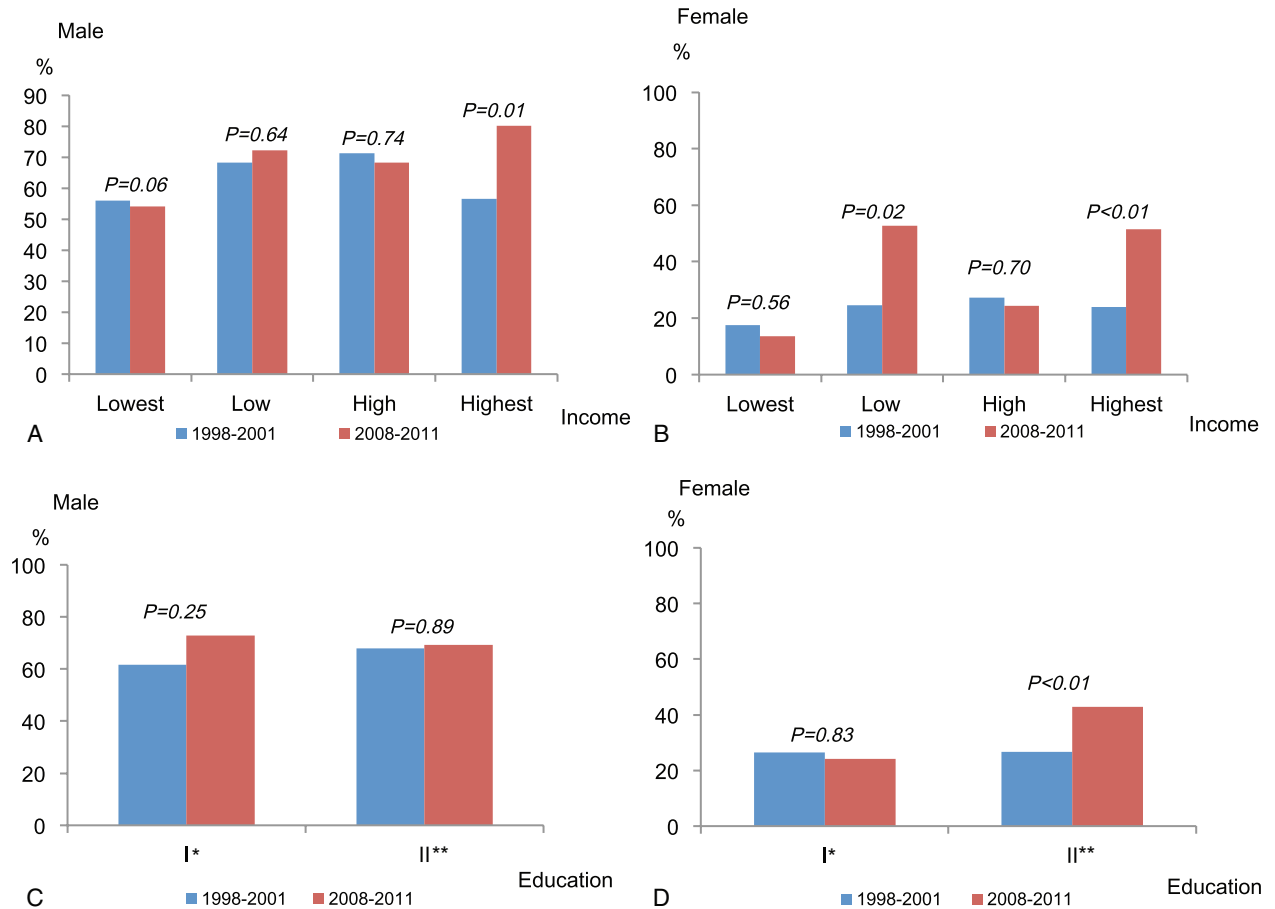 Male
%
90
80
70
60
50
40
30
20
10
0
P=0.06
P=0.64
P=0.74
P=0.01
Lowest Low High Highest
Income
A
1998-2001 2008-2011
Female
%
100
80
60
40
20
0
P=0.56
P=0.02
P=0.70
P<0.01
Lowest Low High Highest
Income
B
1998-2001 2008-2011
Male
%
100
80
60
40
20
0
P=0.25
P=0.89
I* II**
Education
C
1998-2001 2008-2011
Female
%
100
80
60
40
20
0
P=0.83
P<0.01
I* II**
Education
D
1998-2001 2008-2011